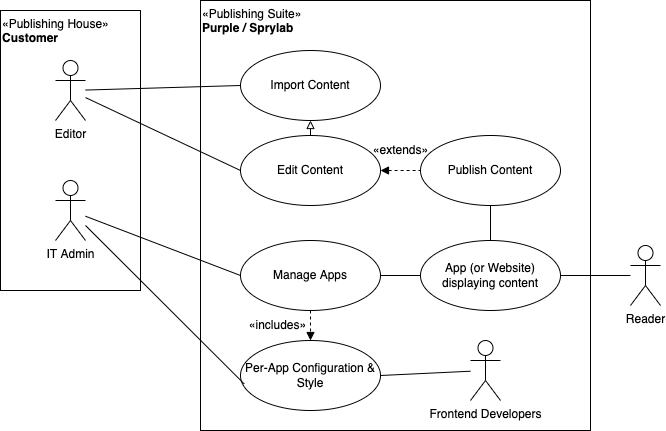 «Publishing House»
Customer
«Publishing Suite»
Purple / Sprylab
Import Content
Editor
«extends»
Edit Content
Publish Content
IT Admin
Manage Apps
App (or Website)
displaying content
Reader
«includes»
Per-App Configuration &
Style
Frontend Developers